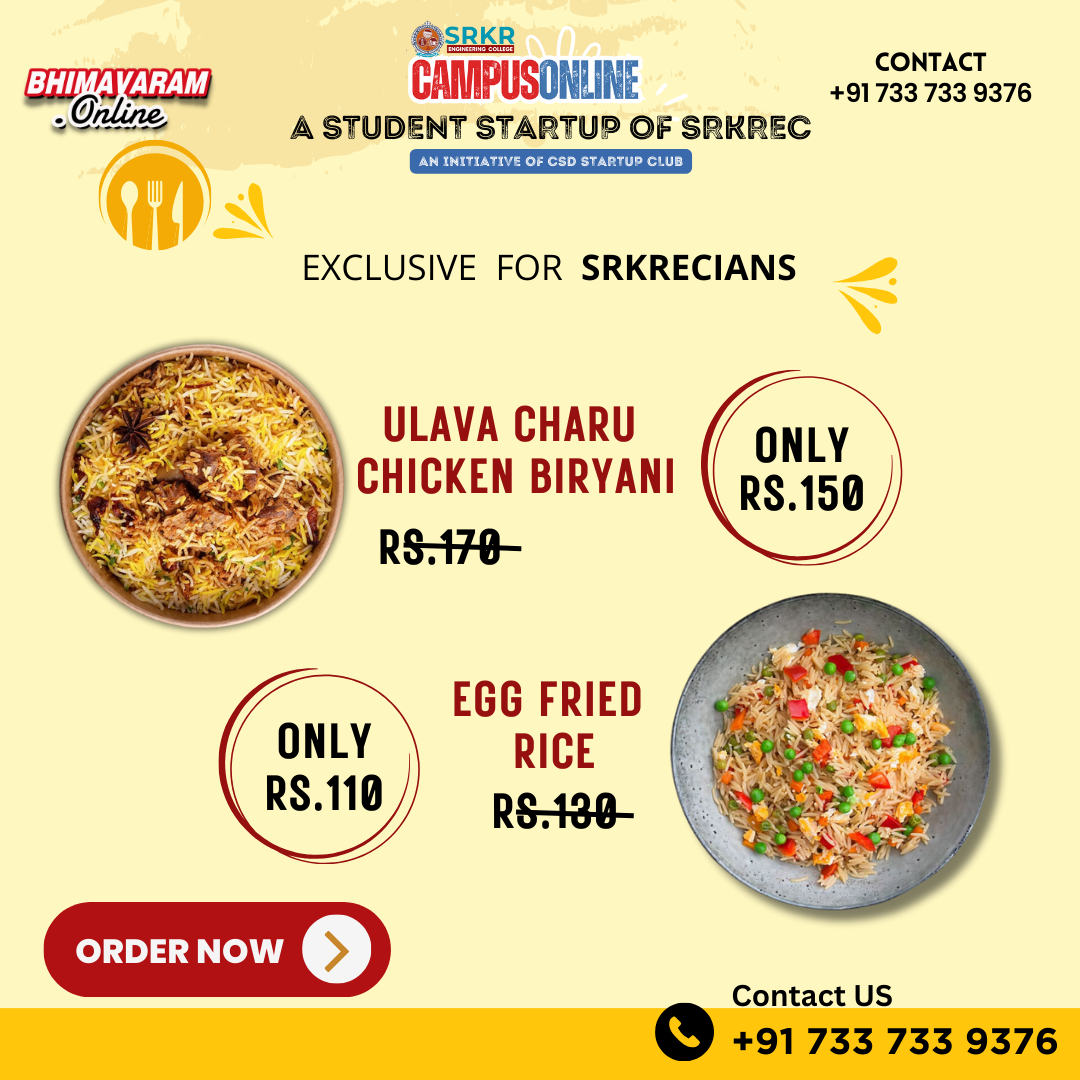 SRKR
ENGINEERING COLLEGE
BHIMAVARAM
.Online
CAMPUSONLINE
CONTACT
+91 733 733 9376
A STUDENT STARTUP OF SRKREC
AN INITIATIVE OF CSD STARTUP CLUB
EXCLUSIVE FOR SRKRECIANS
ULAVA CHARU
CHICKEN BIRYANI
RS.170
ONLY
RS.150
EGG FRIED
RICE
RS.130
ONLY
RS.110
ORDER NOW
Contact US
+91 733 733 9376